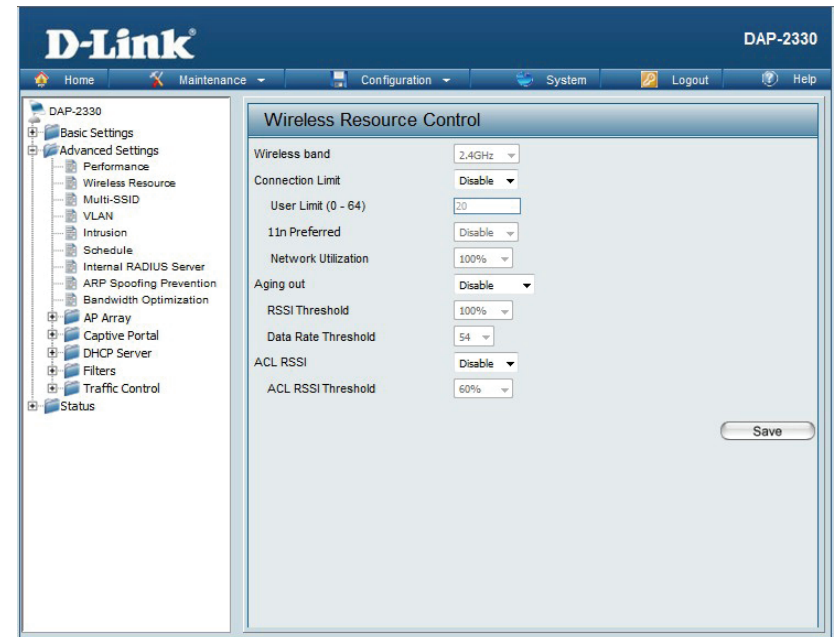 D-Link
DAP-2330
Home Maintenance Configuration System Logout Help
DAP-2330
Basic Settings
Advanced Settings
Performance
Wireless Resource
Multi-SSID
VLAN
Intrusion
Schedule
Internal RADIUS Server
ARP Spoofing Prevention
Bandwidth Optimization
AP Array
Captive Portal
DHCP Server
Filters
Traffic Control
Status
Wireless Resource Control
Wireless band 2.4GHz
Connection Limit Disable
User Limit (0 - 64) 20
11n Preferred Disable
Network Utilization 100%
Aging out Disable
RSSI Threshold 100%
Data Rate Threshold 54
ACL RSSI Disable
ACL RSSI Threshold 60%
Save